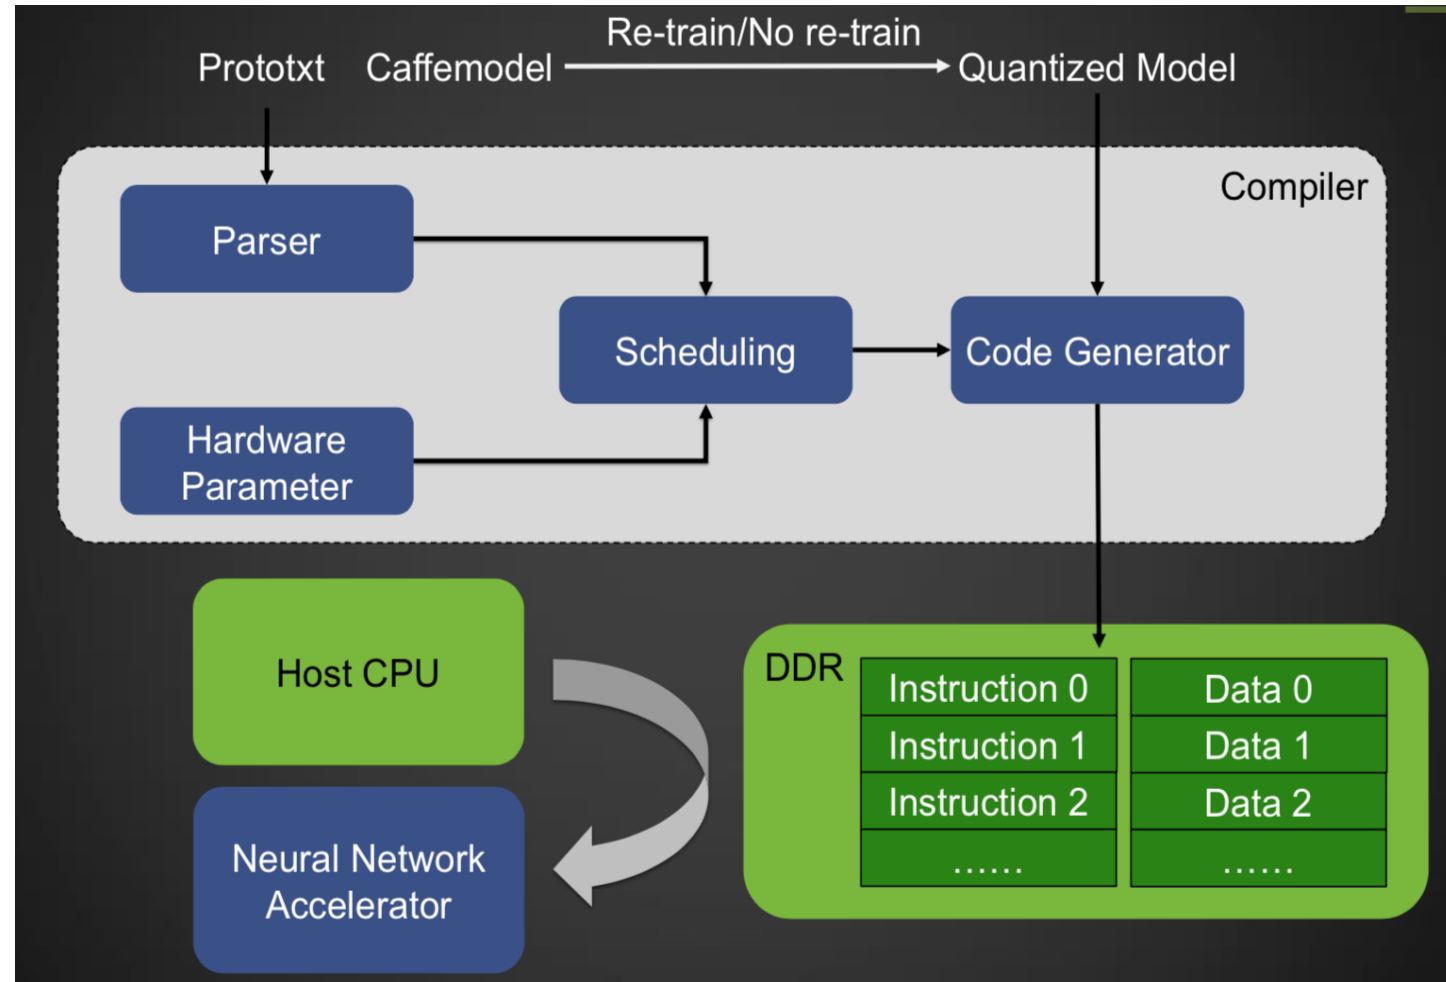 Re-train/No re-train
Prototxt
Caffemodel
Quantized Model
Compiler
Parser
Scheduling
Code Generator
Hardware
Parameter
Host CPU
Neural Network
Accelerator
DDR
Instruction 0
Data 0
Instruction 1
Data 1
Instruction 2
Data 2
......
......